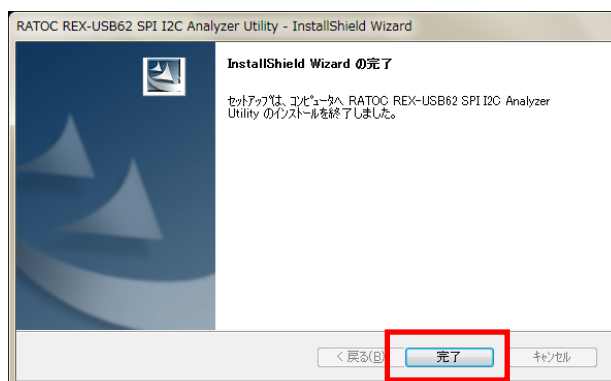 RATOC REX-USB62 SPI I2C Analyzer Utility - InstallShield Wizard
InstallShield Wizard の完了
セットアップは、コンピュータへ RATOC REX-USB62 SPI I2C Analyzer
Utility のインストールを終了しました。
< 戻る(B)
完了
キャンセル